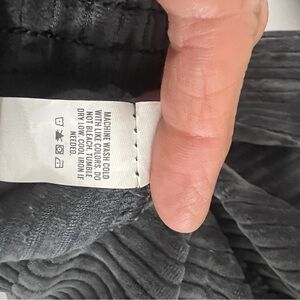 MACHINE WASH COLD
WITH LIKE COLORS. DO
NOT BLEACH. TUMBLE
DRY LOW. COOL IRON IF
NEEDED.